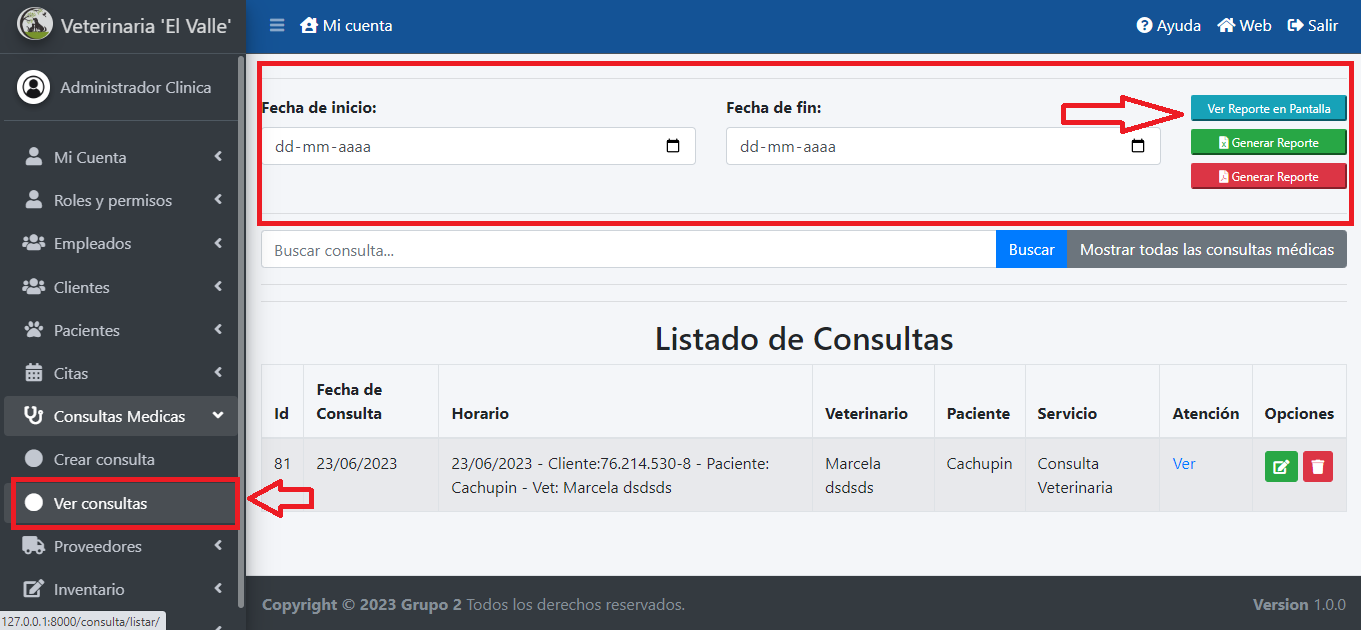 Veterinaria 'El Valle'
Mi cuenta
Ayuda
Web
Salir
Administrador Clinica
Mi Cuenta
Roles y permisos
Empleados
Clientes
Pacientes
Citas
Consultas Medicas
Crear consulta
Ver consultas
Proveedores
Inventario
127.0.0.1:8000/consulta/listar/
Fecha de inicio:
dd-mm-aaaa
Fecha de fin:
dd-mm-aaaa
Ver Reporte en Pantalla
Generar Reporte
Generar Reporte
Buscar consulta...
Buscar
Mostrar todas las consultas médicas
Listado de Consultas
Id
Fecha de
Consulta
Horario
Veterinario
Paciente
Servicio
Atención
Opciones
81
23/06/2023
23/06/2023 - Cliente:76.214.530-8 - Paciente:
Cachupin - Vet: Marcela dsdsds
Marcela
dsdsds
Cachupin
Consulta
Veterinaria
Ver
Copyright © 2023 Grupo 2 Todos los derechos reservados.
Version 1.0.0